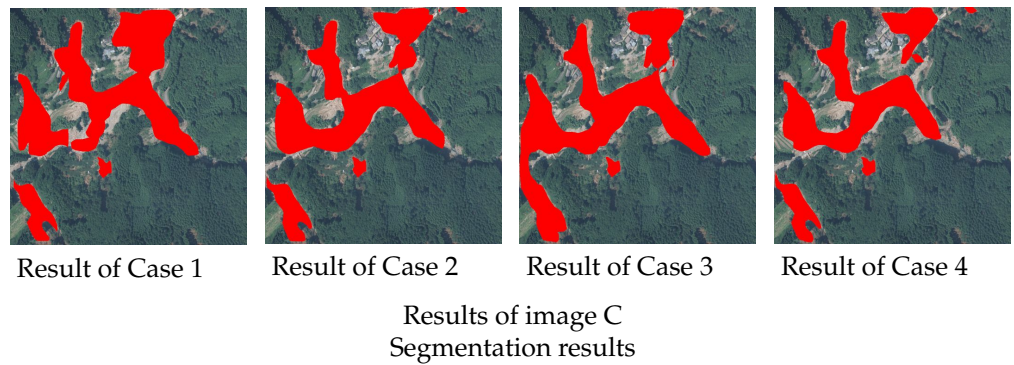 Result of Case 1
Result of Case 2
Result of Case 3
Result of Case 4
Results of image C
Segmentation results